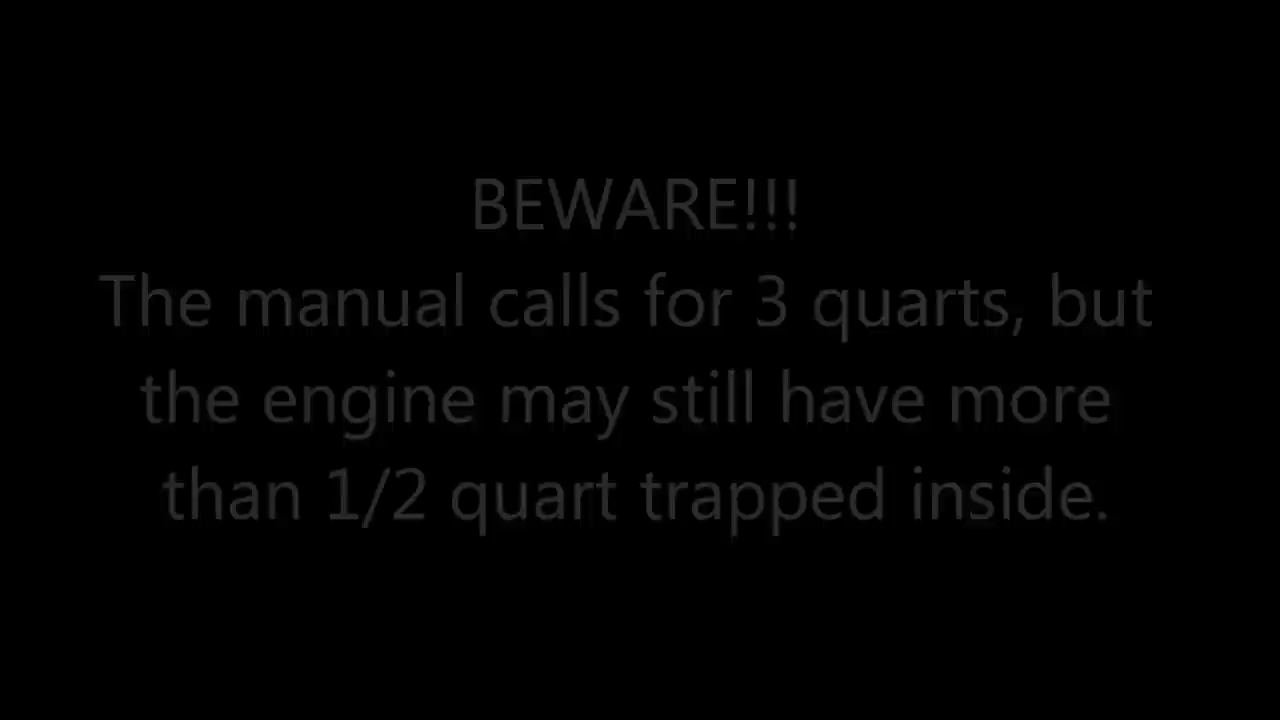 BEWARE!!!
The manual calls for 3 quarts, but
the engine may still have more
than 1/2 quart trapped inside.